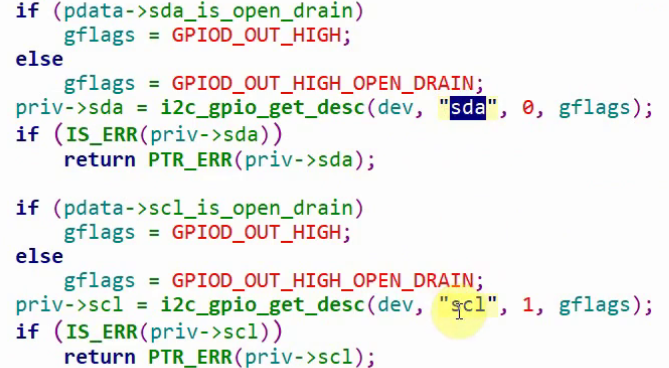 if (pdata->sda_is_open_drain)
gflags = GPIOD_OUT_HIGH;
else
gflags = GPIOD_OUT_HIGH_OPEN_DRAIN;
priv->sda = i2c_gpio_get_desc(dev, "sda", 0, gflags);
if (IS_ERR(priv->sda))
return PTR_ERR(priv->sda);
if (pdata->scl_is_open_drain)
gflags = GPIOD_OUT_HIGH;
else
gflags = GPIOD_OUT_HIGH_OPEN_DRAIN;
priv->scl = i2c_gpio_get_desc(dev, "scl", 1, gflags);
if (IS_ERR(priv->scl))
return PTR_ERR(priv->scl);